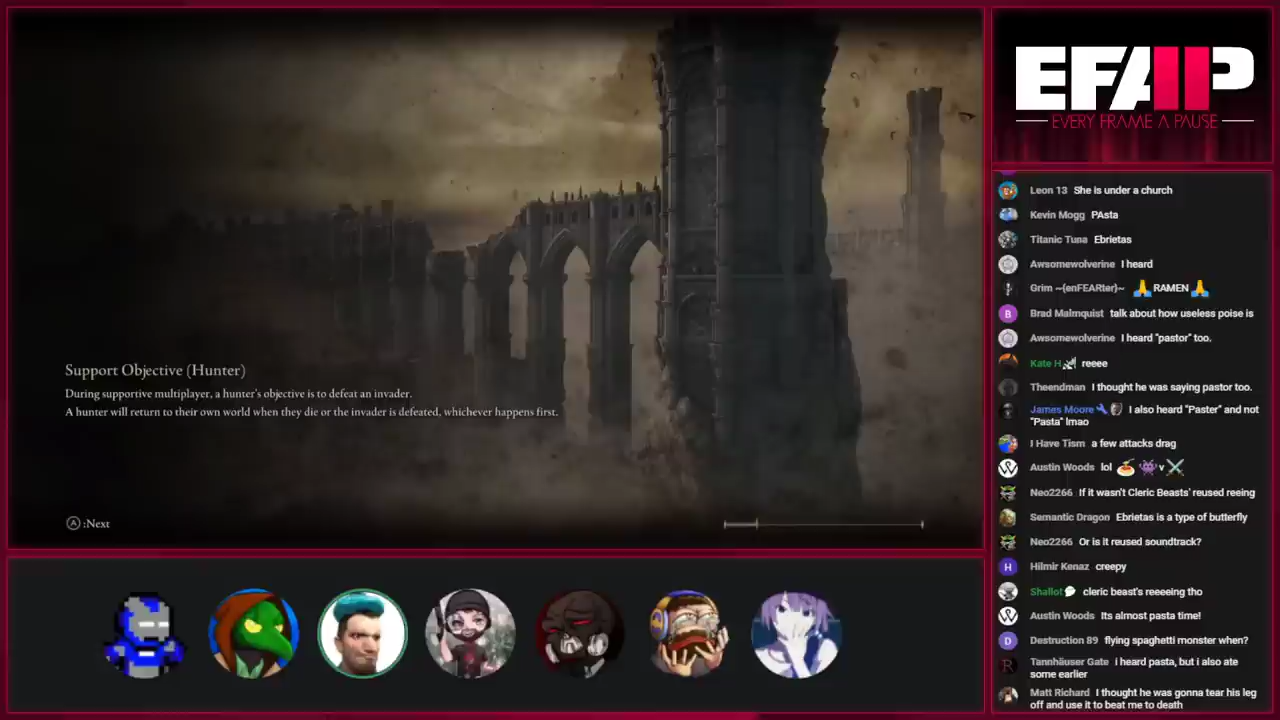 EFAP
EVERY FRAME A PAUSE
Leon 13 She is under a church
Kevin Mogg PAsta
Titanic Tuna Ebrietas
Awsomewolverine I heard
Grim ~{enFEARter}~ 🙏 RAMEN 🙏
B Brad Malmquist talk about how useless poise is
Awsomewolverine I heard "pastor" too.
Kate H reeee
Theendman I thought he was saying pastor too.
James Moore I also heard "Paster" and not
"Pasta" lmao
I Have Tism a few attacks drag
Austin Woods lol 🍝 👾 v ⚔️
Neo2266 If it wasn't Cleric Beasts' reused reeing
Semantic Dragon Ebrietas is a type of butterfly
Neo2266 Or is it reused soundtrack?
H Hilmir Kenaz creepy
Shallot cleric beast's reeeeing tho
Austin Woods Its almost pasta time!
D Destruction 89 flying spaghetti monster when?
R Tannhäuser Gate i heard pasta, but i also ate
some earlier
Matt Richard I thought he was gonna tear his leg
off and use it to beat me to death
Support Objective (Hunter)
During supportive multiplayer, a hunter's objective is to defeat an invader.
A hunter will return to their own world when they die or the invader is defeated, whichever happens first.
A :Next